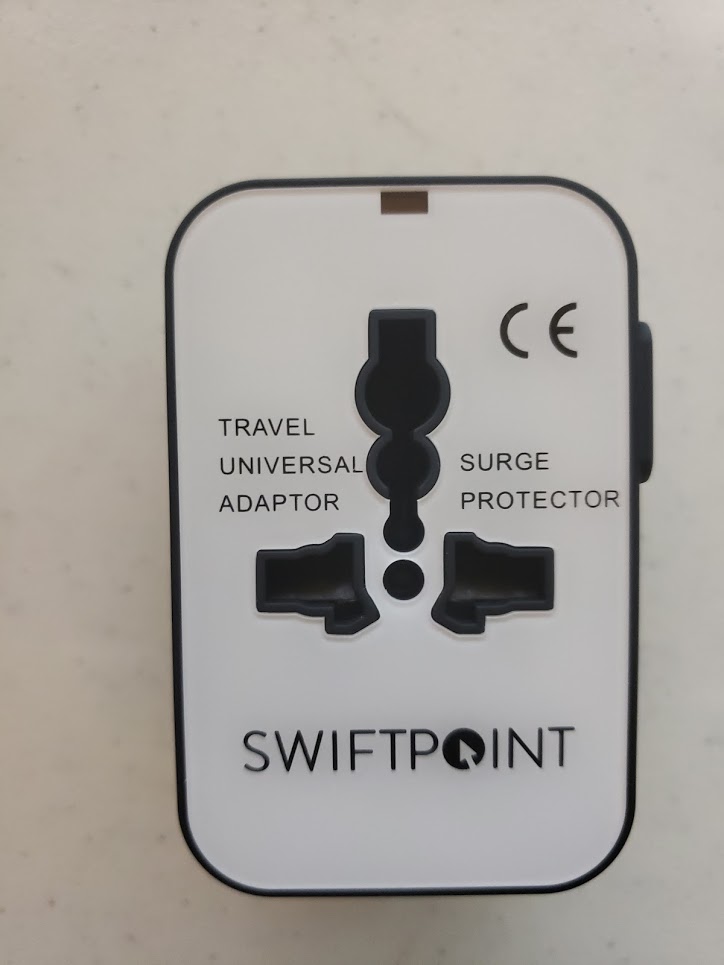 CE
TRAVEL
UNIVERSAL
ADAPTOR
SURGE
PROTECTOR
SWIFTPOINT